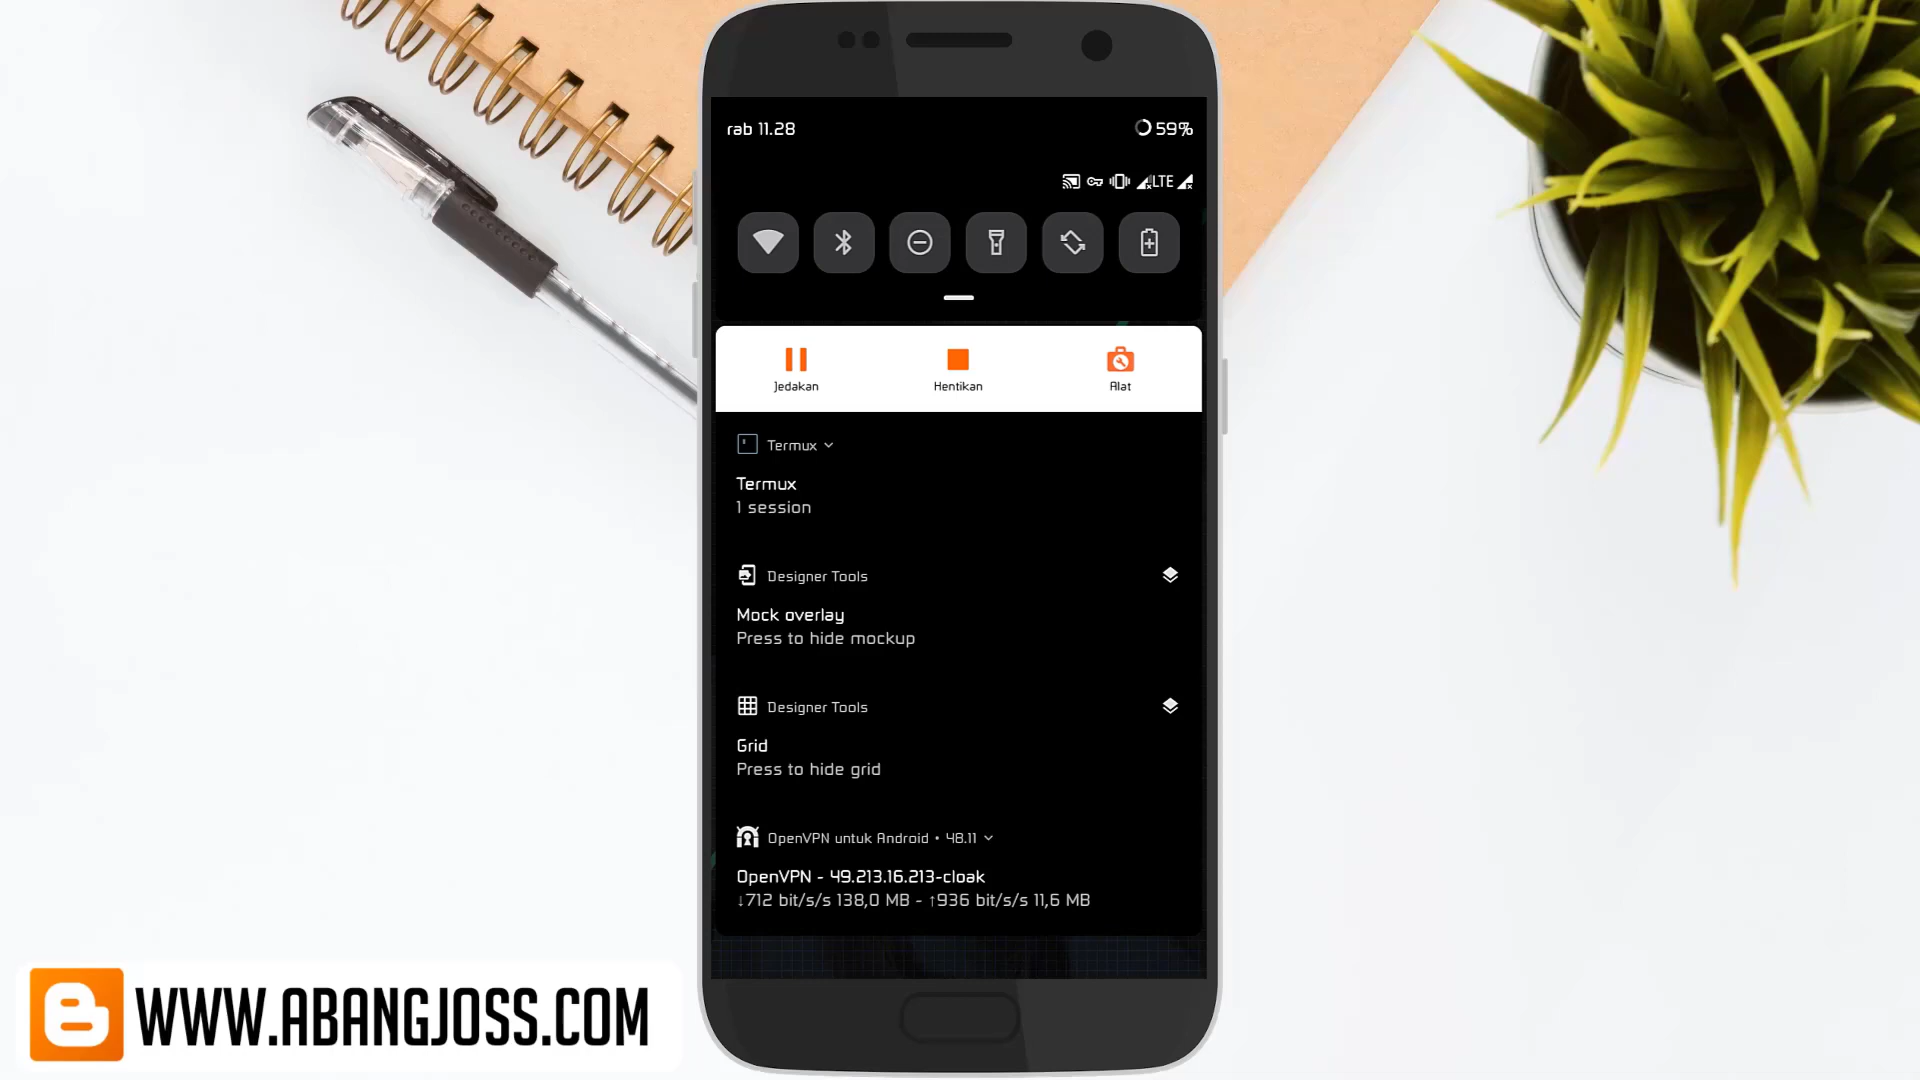 rab 11.28
59%
LTE
Jedakan
Hentikan
Alat
Termux
Termux
1 session
Designer Tools
Mock overlay
Press to hide mockup
Designer Tools
Grid
Press to hide grid
OpenVPN untuk Android • 48.11
OpenVPN - 49.213.16.213-cloak
↓712 bit/s/s 138,0 MB - ↑936 bit/s/s 11,6 MB
WWW.ABANGJOSS.COM